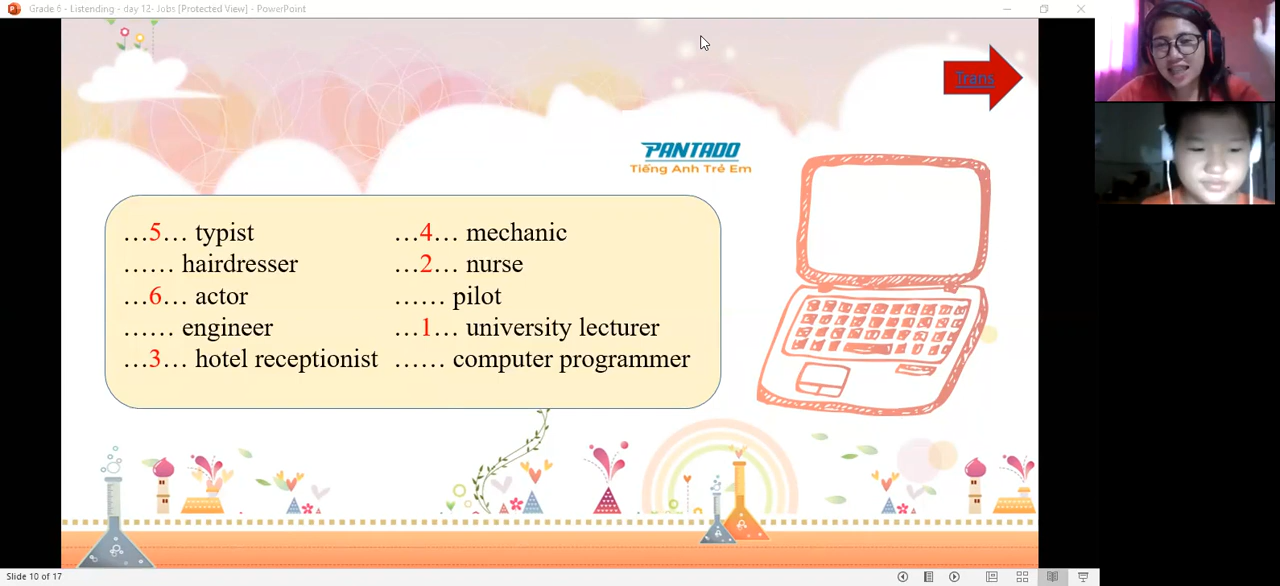 Grade 6 - Listending - day 12- Jobs [Protected View] - PowerPoint
Trans
PANTADO
Tiếng Anh Trẻ Em
…5… typist
…… hairdresser
…6… actor
…… engineer
…3… hotel receptionist
…4… mechanic
…2… nurse
…… pilot
…1… university lecturer
…… computer programmer
Slide 10 of 17